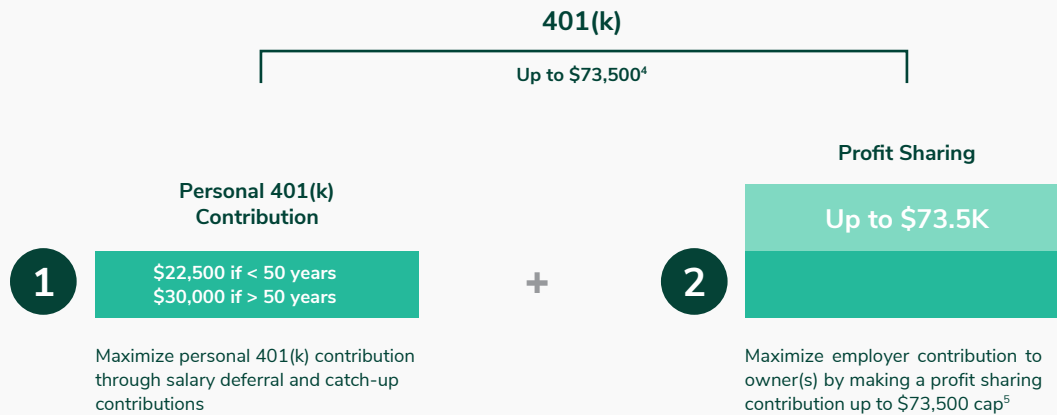 401(k)
Up to $73,500⁴
Personal 401(k)
Contribution
1
$22,500 if < 50 years
$30,000 if > 50 years
Maximize personal 401(k) contribution
through salary deferral and catch-up
contributions
+
Profit Sharing
2
Up to $73.5K
Maximize employer contribution to
owner(s) by making a profit sharing
contribution up to $73,500 cap⁵